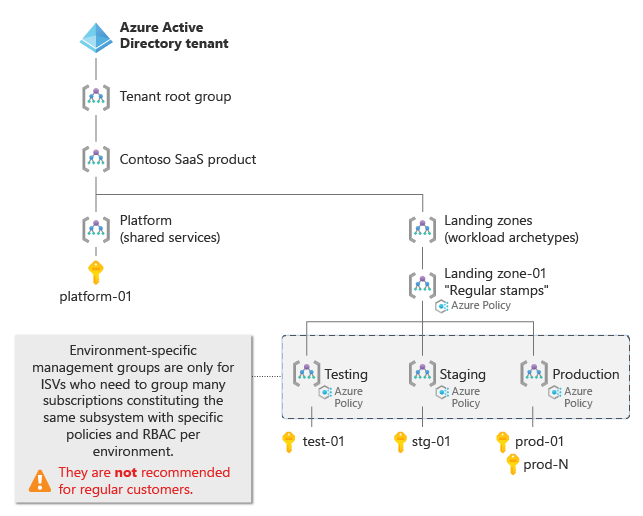 Azure Active
Directory tenant
Tenant root group
Contoso SaaS product
Platform
(shared services)
platform-01
Landing zones
(workload archetypes)
Landing zone-01
"Regular stamps"
Azure Policy
Environment-specific
management groups are only for
ISVs who need to group many
subscriptions constituting the
same subsystem with specific
policies and RBAC per
environment.
They are not recommended
for regular customers.
Testing
Azure
Policy
Staging
Azure
Policy
Production
Azure
Policy
test-01
stg-01
prod-01
prod-N